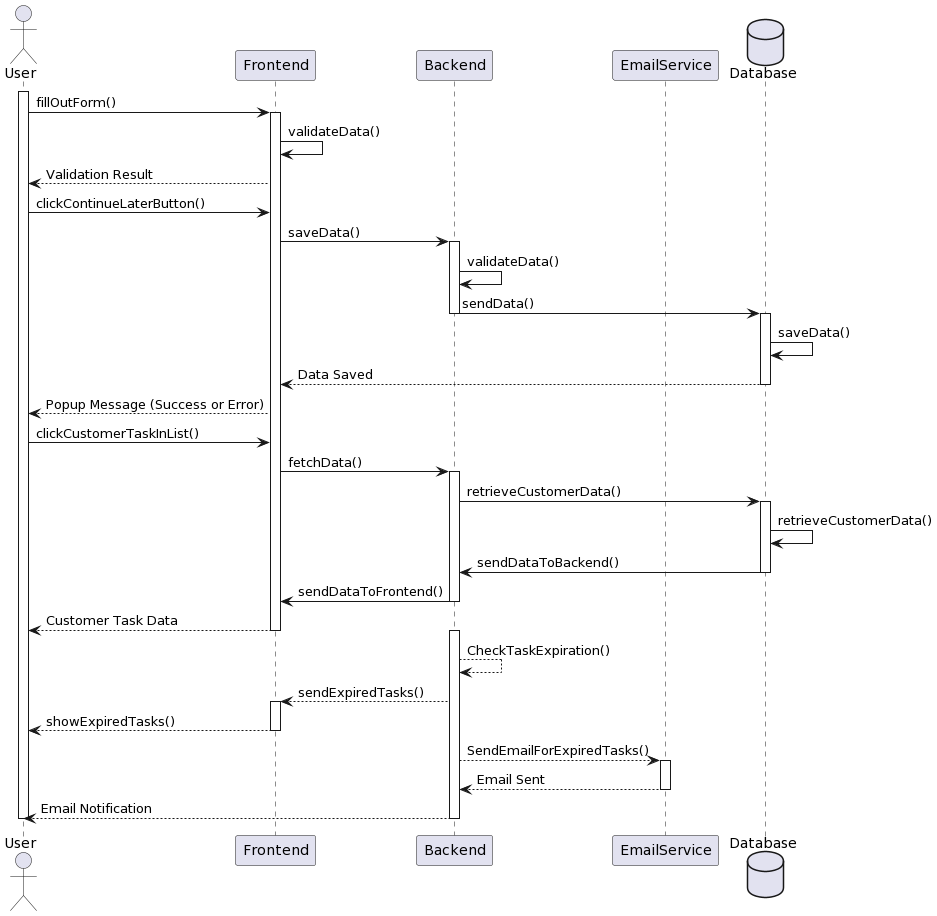 User
Frontend
Backend
EmailService
Database
fillOutForm()
validateData()
Validation Result
clickContinueLaterButton()
saveData()
validateData()
sendData()
saveData()
Data Saved
Popup Message (Success or Error)
clickCustomerTaskInList()
fetchData()
retrieveCustomerData()
retrieveCustomerData()
sendDataToBackend()
sendDataToFrontend()
Customer Task Data
CheckTaskExpiration()
sendExpiredTasks()
showExpiredTasks()
SendEmailForExpiredTasks()
Email Sent
Email Notification
User
Frontend
Backend
EmailService
Database